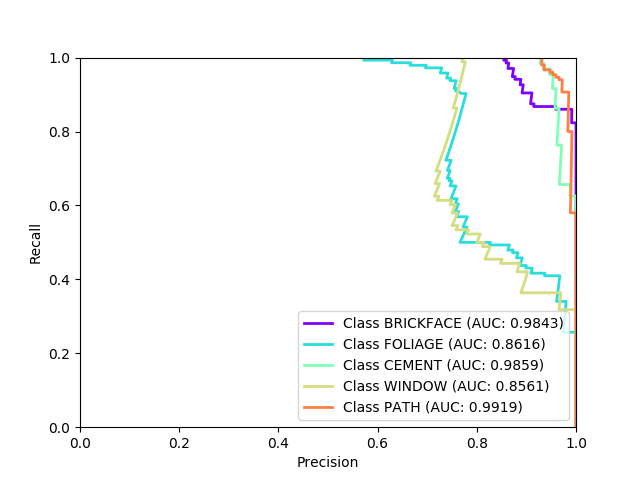 1.0
0.8
0.6
0.4
0.2
0.0
Recall
Class BRICKFACE (AUC: 0.9843)
Class FOLIAGE (AUC: 0.8616)
Class CEMENT (AUC: 0.9859)
Class WINDOW (AUC: 0.8561)
Class PATH (AUC: 0.9919)
0.0 0.2 0.4 0.6 0.8 1.0
Precision